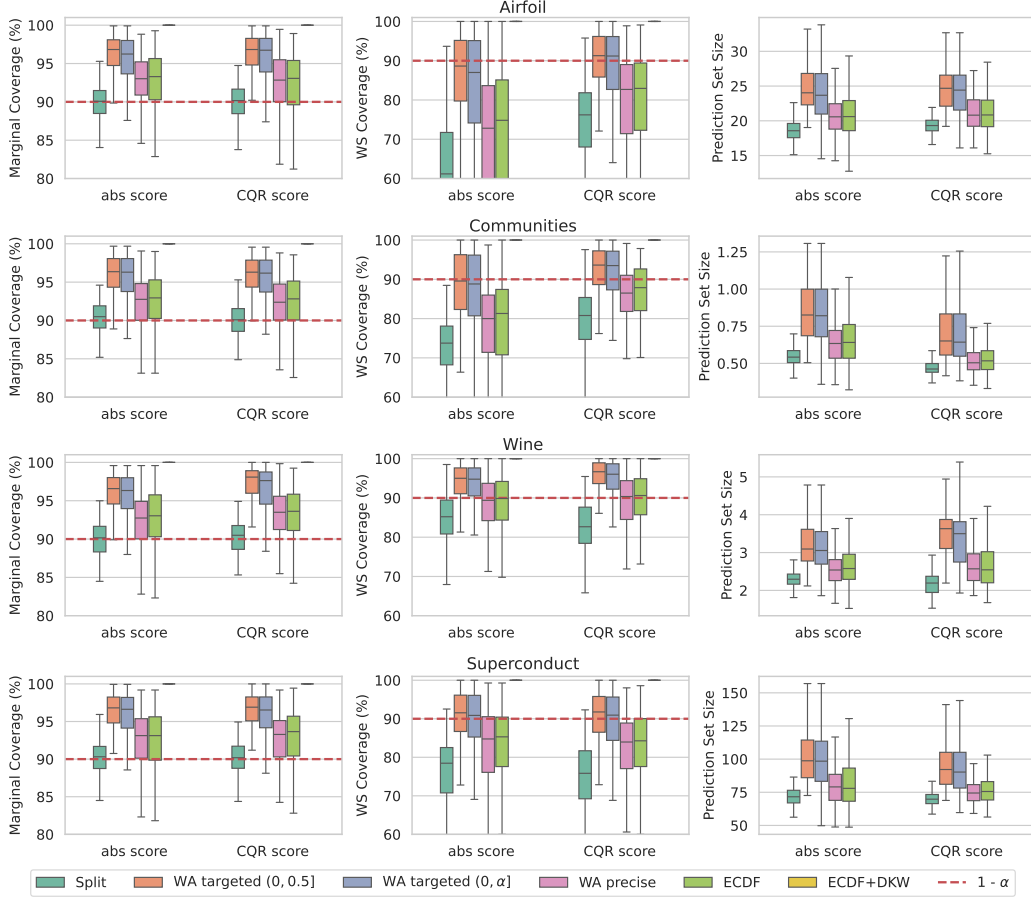 Airfoil
Marginal Coverage (%)
100
95
90
85
80
abs score
CQR score
WS Coverage (%)
100
90
80
70
60
abs score
CQR score
Prediction Set Size
30
25
20
15
abs score
CQR score
Communities
Marginal Coverage (%)
100
95
90
85
80
abs score
CQR score
WS Coverage (%)
100
90
80
70
60
abs score
CQR score
Prediction Set Size
1.25
1.00
0.75
0.50
abs score
CQR score
Wine
Marginal Coverage (%)
100
95
90
85
80
abs score
CQR score
WS Coverage (%)
100
90
80
70
60
abs score
CQR score
Prediction Set Size
5
4
3
2
abs score
CQR score
Superconduct
Marginal Coverage (%)
100
95
90
85
80
abs score
CQR score
WS Coverage (%)
100
90
80
70
60
abs score
CQR score
Prediction Set Size
150
125
100
75
50
abs score
CQR score
Split
WA targeted (0, 0.5]
WA targeted (0, α]
WA precise
ECDF
ECDF+DKW
1 - α